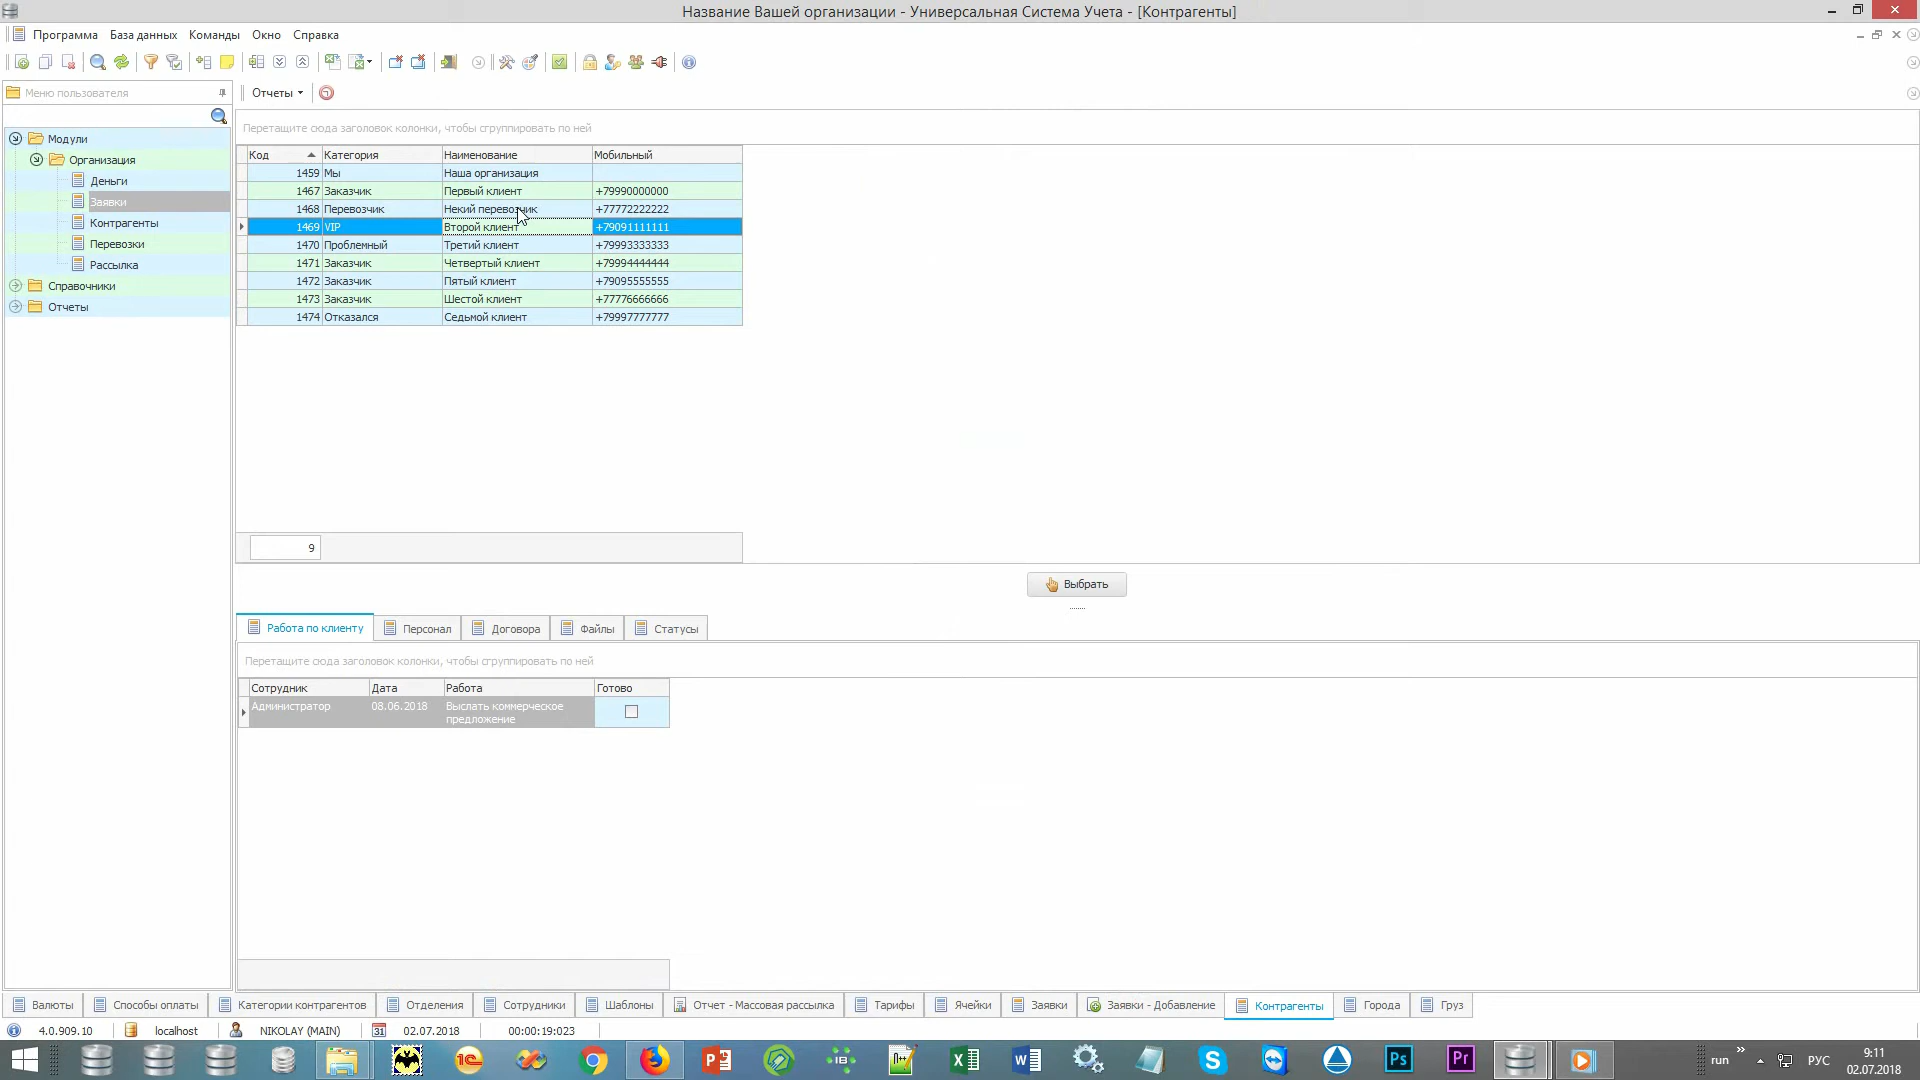 Название Вашей организации - Универсальная Система Учета - [Контрагенты]
Программа База данных Команды Окно Справка
Меню пользователя
Отчеты
Модули
Организация
Деньги
Заявки
Контрагенты
Перевозки
Рассылка
Справочники
Отчеты
Перетащите сюда заголовок колонки, чтобы сгруппировать по ней
Код Категория Наименование Мобильный
1459 Мы Наша организация
1467 Заказчик Первый клиент +79990000000
1468 Перевозчик Некий перевозчик +77772222222
1469 VIP Второй клиент +79091111111
1470 Проблемный Третий клиент +79993333333
1471 Заказчик Четвертый клиент +79994444444
1472 Заказчик Пятый клиент +79095555555
1473 Заказчик Шестой клиент +77776666666
1474 Отказался Седьмой клиент +79997777777
9
Выбрать
Работа по клиенту Персонал Договора Файлы Статусы
Перетащите сюда заголовок колонки, чтобы сгруппировать по ней
Сотрудник Дата Работа Готово
Администратор 08.06.2018 Выслать коммерческое
предложение
Валюты Способы оплаты Категории контрагентов Отделения Сотрудники Шаблоны Отчет - Массовая рассылка Тарифы Ячейки Заявки Заявки - Добавление Контрагенты Города Груз
4.0.909.10 localhost NIKOLAY (MAIN) 31 02.07.2018 00:00:19:023
run » РУС 9:11
02.07.2018